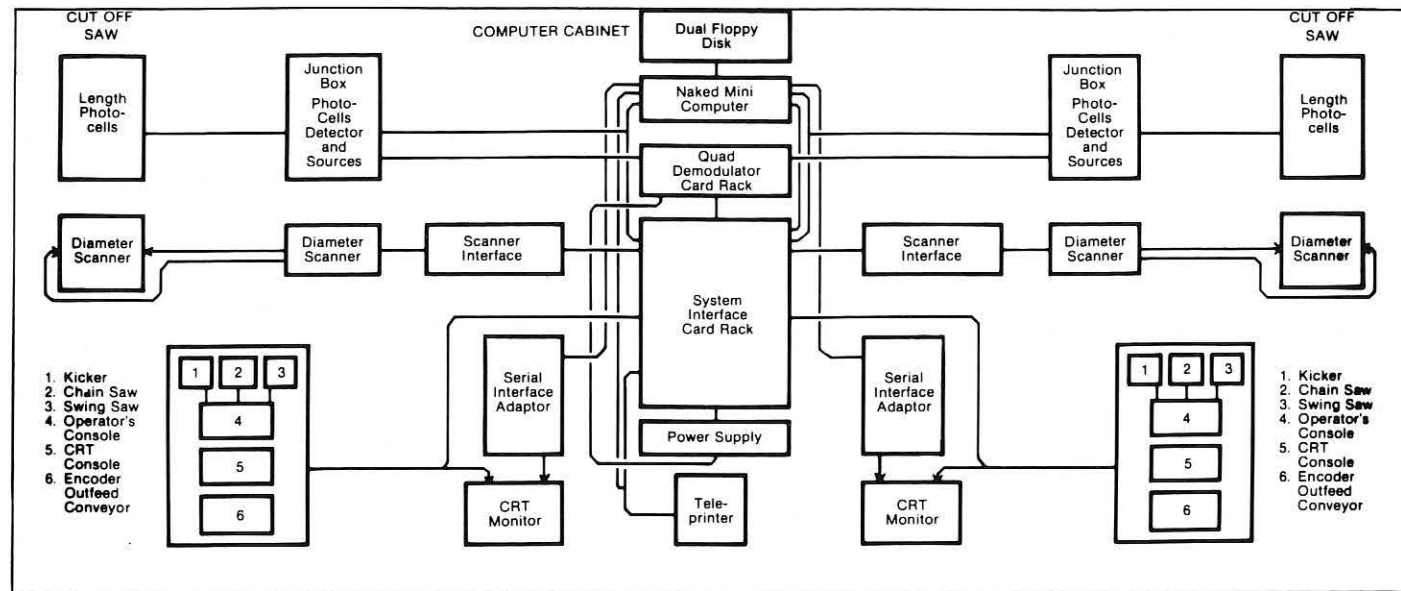 CUT OFF
SAW
COMPUTER CABINET
Dual Floppy
Disk
CUT OFF
SAW
Length
Photo-
cells
Junction
Box
Photo-
Cells
Detector
and
Sources
Naked Mini
Computer
Junction
Box
Photo-
Cells
Detector
and
Sources
Length
Photo-
cells
Quad
Demodulator
Card Rack
Diameter
Scanner
Diameter
Scanner
Scanner
Interface
System
Interface
Card Rack
Scanner
Interface
Diameter
Scanner
Diameter
Scanner
1. Kicker
2. Chain Saw
3. Swing Saw
4. Operator's
Console
5. CRT
Console
6. Encoder
Outfeed
Conveyor
1
2
3
4
5
6
Serial
Interface
Adaptor
CRT
Monitor
Power Supply
Tele-
printer
Serial
Interface
Adaptor
CRT
Monitor
1
2
3
4
5
6
1. Kicker
2. Chain Saw
3. Swing Saw
4. Operator's
Console
5. CRT
Console
6. Encoder
Outfeed
Conveyor